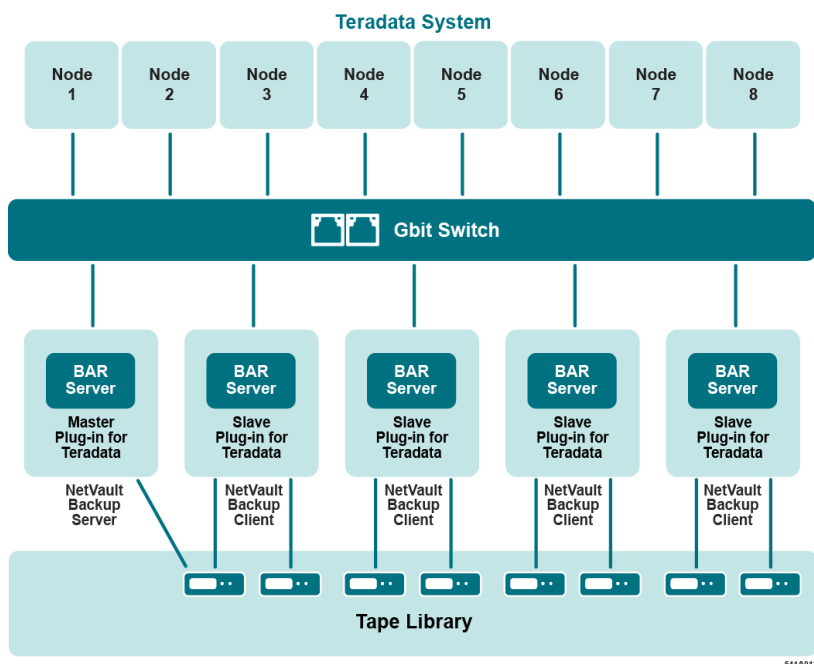 Teradata System
Node
1
Node
2
Node
3
Node
4
Node
5
Node
6
Node
7
Node
8
Gbit Switch
BAR
Server
Master
Plug-in for
Teradata
BAR
Server
Slave
Plug-in for
Teradata
BAR
Server
Slave
Plug-in for
Teradata
BAR
Server
Slave
Plug-in for
Teradata
BAR
Server
Slave
Plug-in for
Teradata
NetVault
Backup
Server
NetVault
Backup
Client
NetVault
Backup
Client
NetVault
Backup
Client
NetVault
Backup
Client
Tape Library